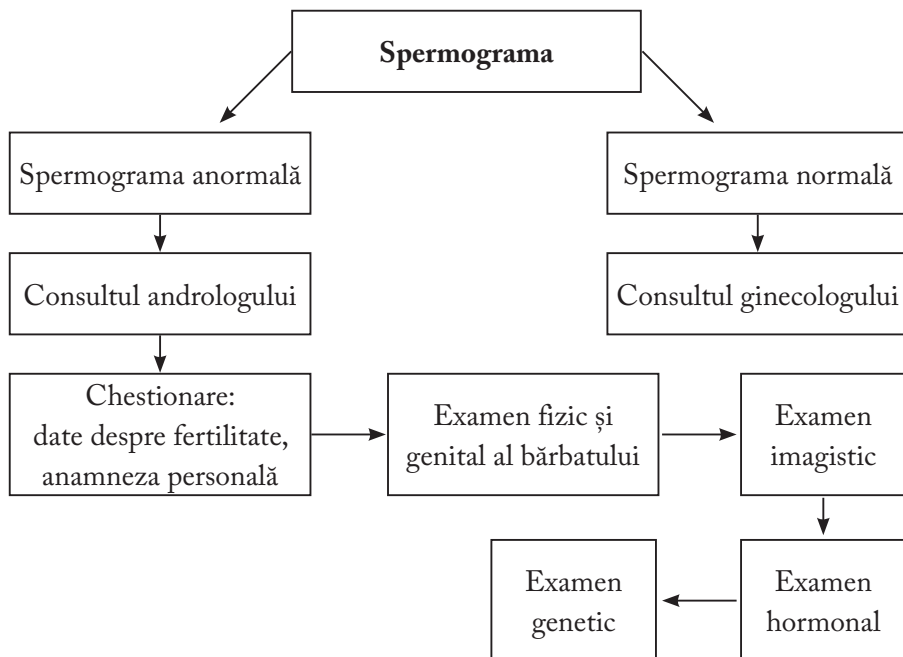 Spermograma
Spermograma anormală
Spermograma normală
Consultul andrologului
Consultul ginecologului
Chestionare:
date despre fertilitate,
anamneza personală
Examen fizic și
genital al bărbatului
Examen
imagistic
Examen
genetic
Examen
hormonal